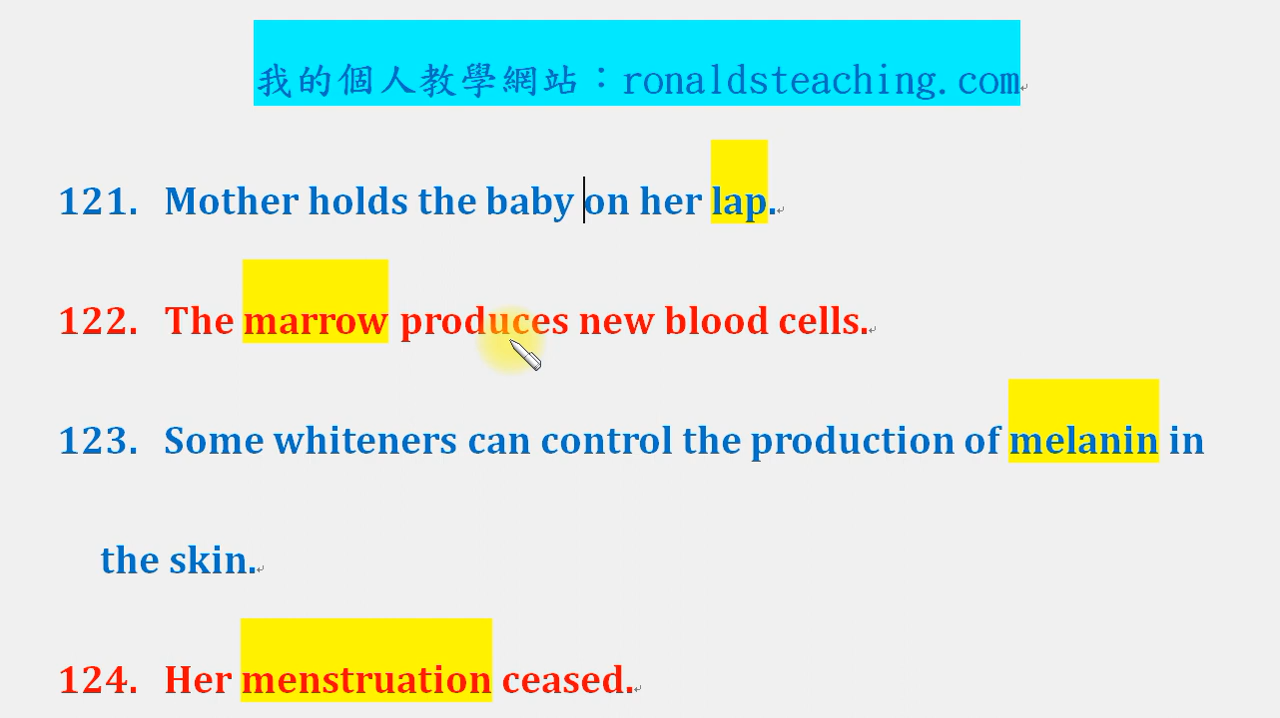 我的個人教學網站：ronaldsteaching.com
121. Mother holds the baby on her lap.
122. The marrow produces new blood cells.
123. Some whiteners can control the production of melanin in
the skin.
124. Her menstruation ceased.